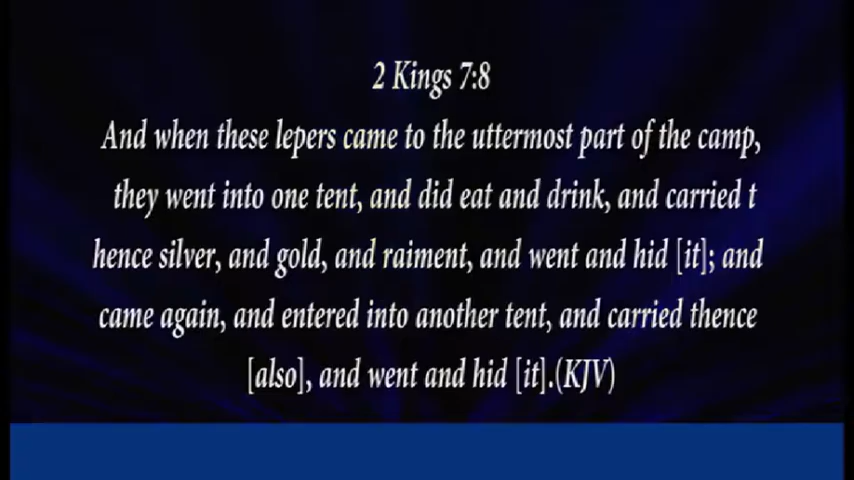 2 Kings 7:8
And when these lepers came to the uttermost part of the camp,
they went into one tent, and did eat and drink, and carried t
hence silver, and gold, and raiment, and went and hid [it]; and
came again, and entered into another tent, and carried thence
[also], and went and hid [it].(KJV)